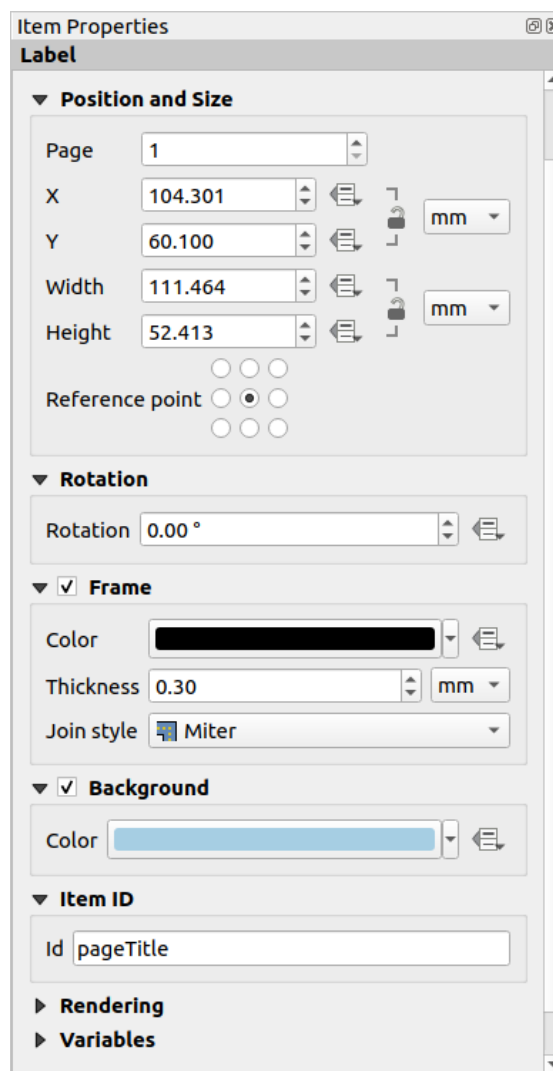 Item Properties
Label
Position and Size
Page 1
X 104.301
mm
Y 60.100
Width 111.464
mm
Height 52.413
Reference point
Rotation
Rotation 0.00 °
Frame
Color
Thickness 0.30 mm
Join style Miter
Background
Color
Item ID
Id pageTitle
Rendering
Variables